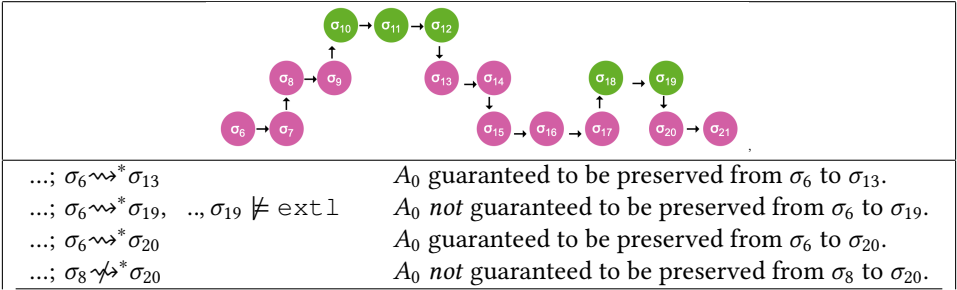 σ10 → σ11 → σ12
σ8 → σ9 σ13 → σ14 σ18 → σ19
σ6 → σ7 σ15 → σ16 → σ17 σ20 → σ21 ,
...; σ6 ⇝* σ13 A0 guaranteed to be preserved from σ6 to σ13.
...; σ6 ⇝* σ19, .., σ19 ⊭ extl A0 not guaranteed to be preserved from σ6 to σ19.
...; σ6 ⇝* σ20 A0 guaranteed to be preserved from σ6 to σ20.
...; σ8 ⇝̸* σ20 A0 not guaranteed to be preserved from σ8 to σ20.